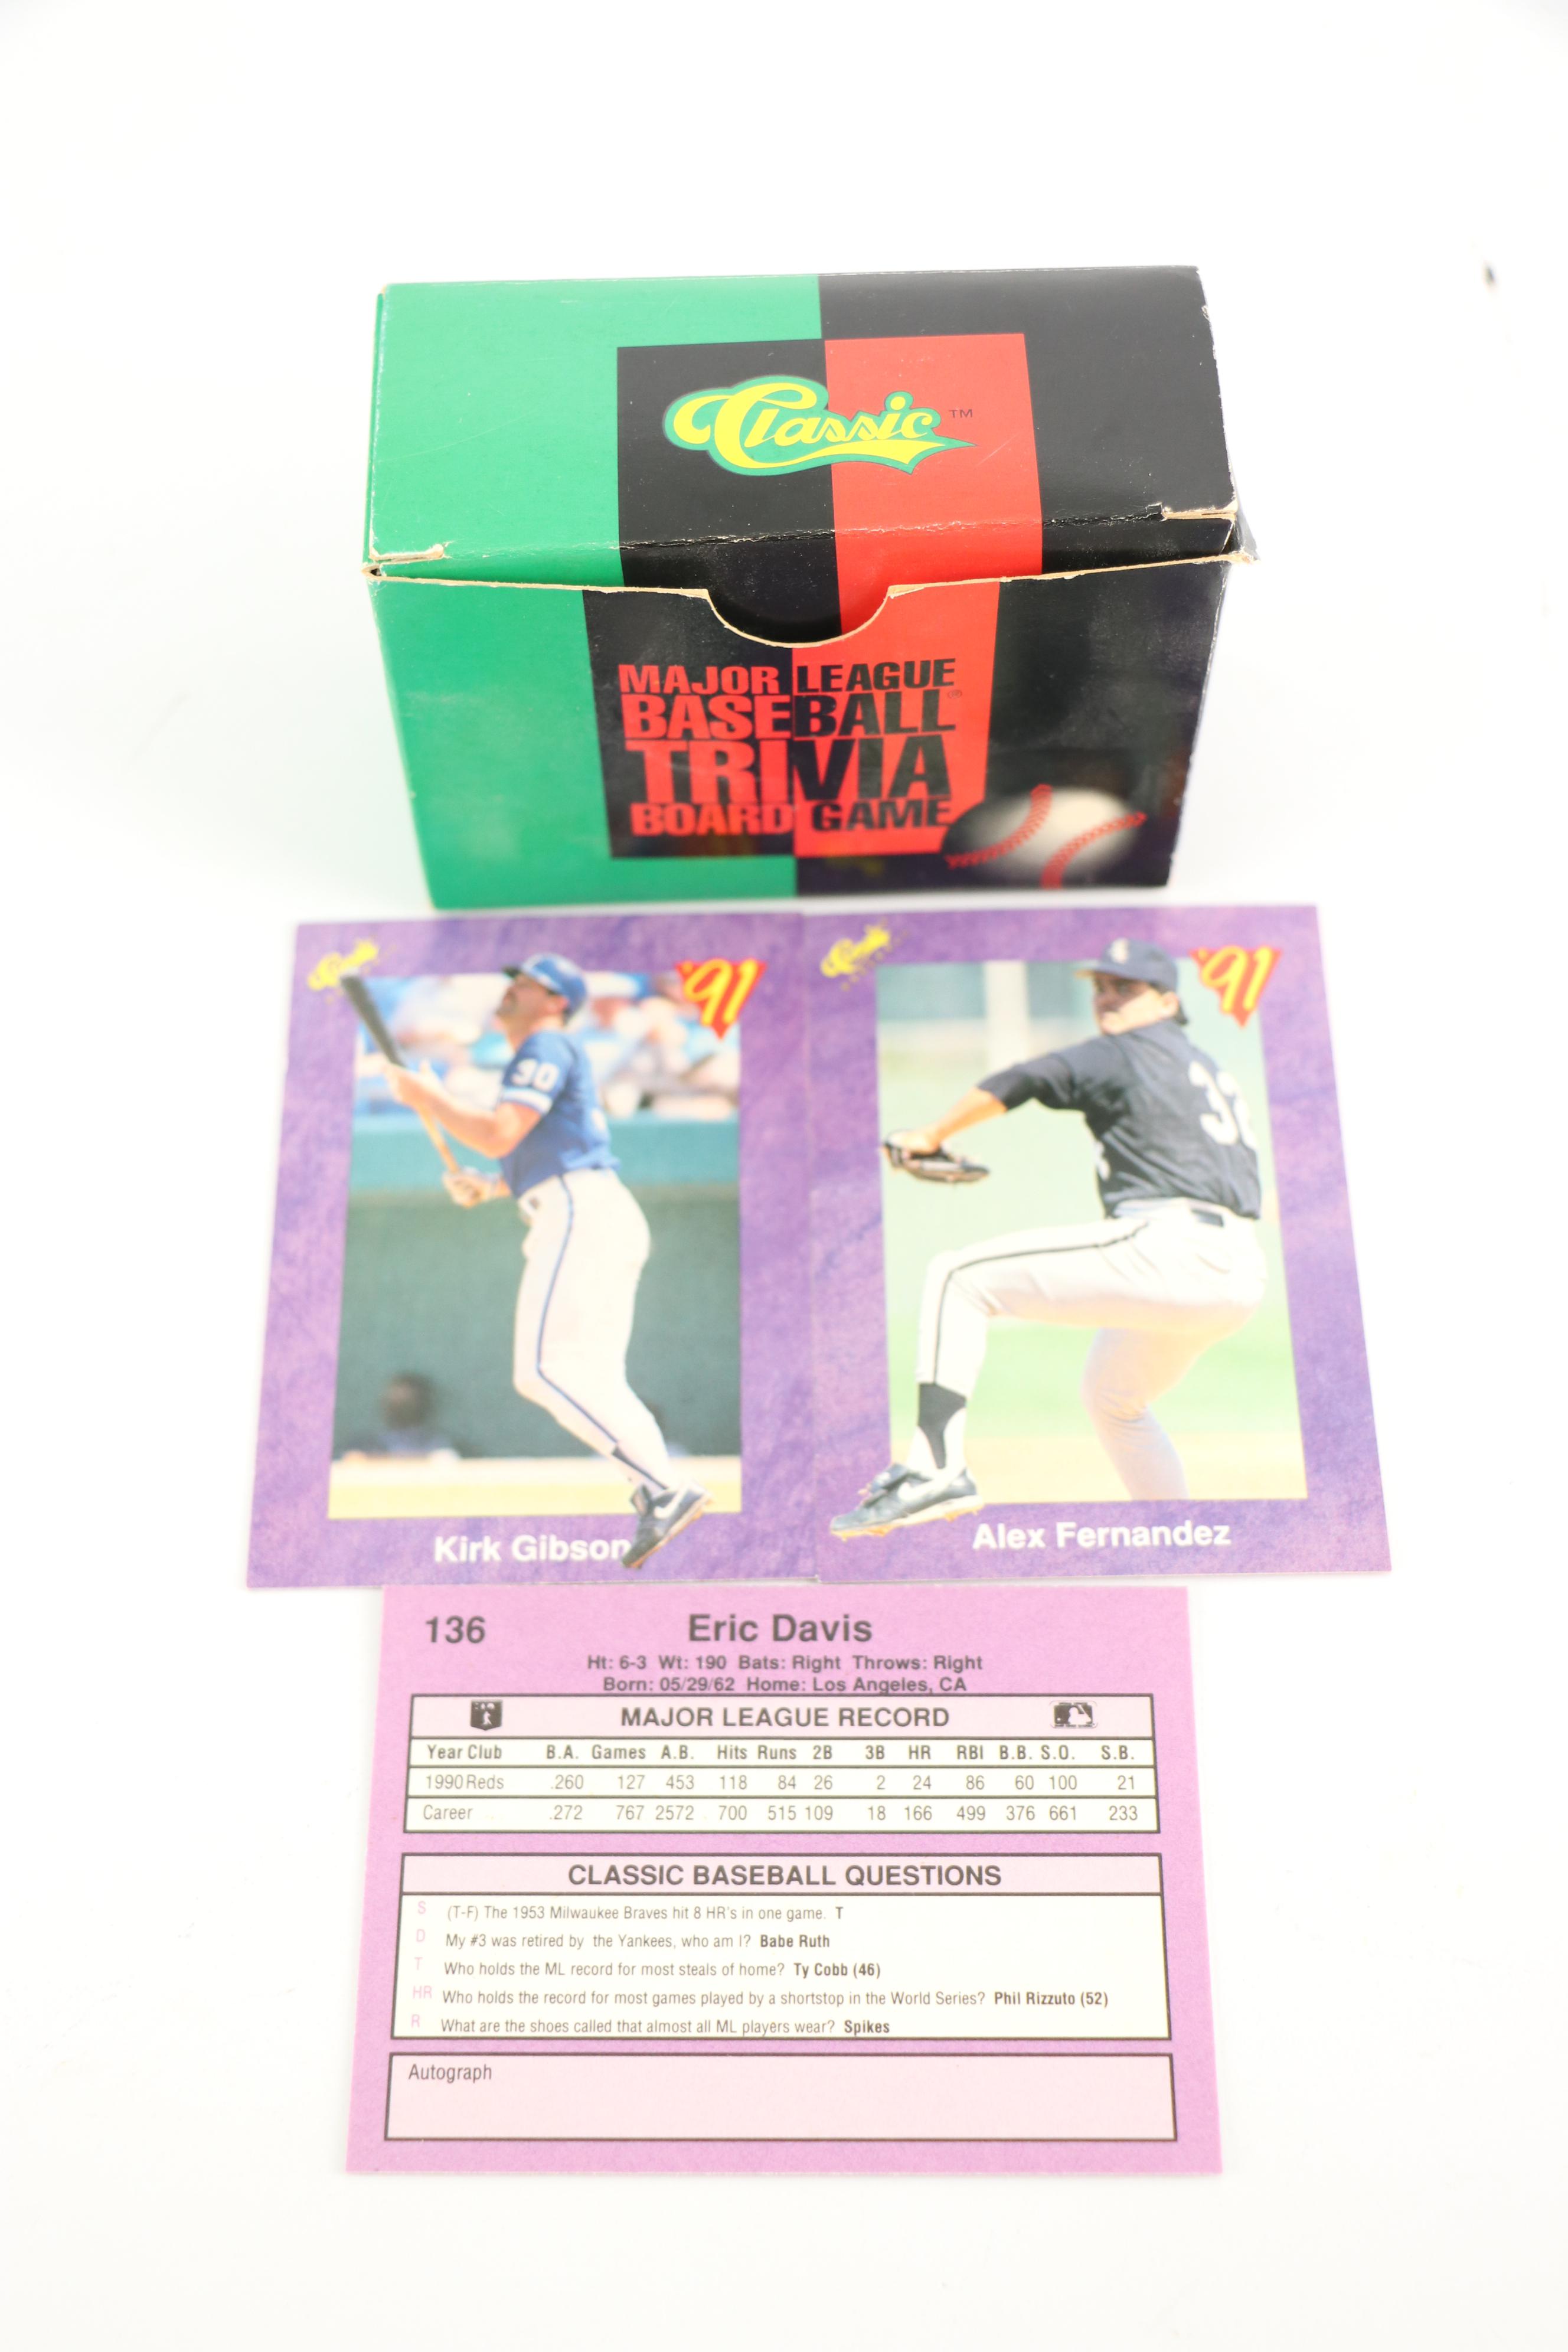 Classic™
MAJOR LEAGUE
BASEBALL®
TRIVIA
BOARD GAME
Classic
'91
30
Kirk Gibson
Classic
'91
32
Alex Fernandez
136
Eric Davis
Ht: 6-3 Wt: 190 Bats: Right Throws: Right
Born: 05/29/62 Home: Los Angeles, CA
MAJOR LEAGUE RECORD
Year Club B.A. Games A.B. Hits Runs 2B 3B HR RBI B.B. S.O. S.B.
1990 Reds .260 127 453 118 84 26 2 24 86 60 100 21
Career .272 767 2572 700 515 109 18 166 499 376 661 233
CLASSIC BASEBALL QUESTIONS
S (T-F) The 1953 Milwaukee Braves hit 8 HR's in one game. T
D My #3 was retired by the Yankees, who am I? Babe Ruth
T Who holds the ML record for most steals of home? Ty Cobb (46)
HR Who holds the record for most games played by a shortstop in the World Series? Phil Rizzuto (52)
R What are the shoes called that almost all ML players wear? Spikes
Autograph